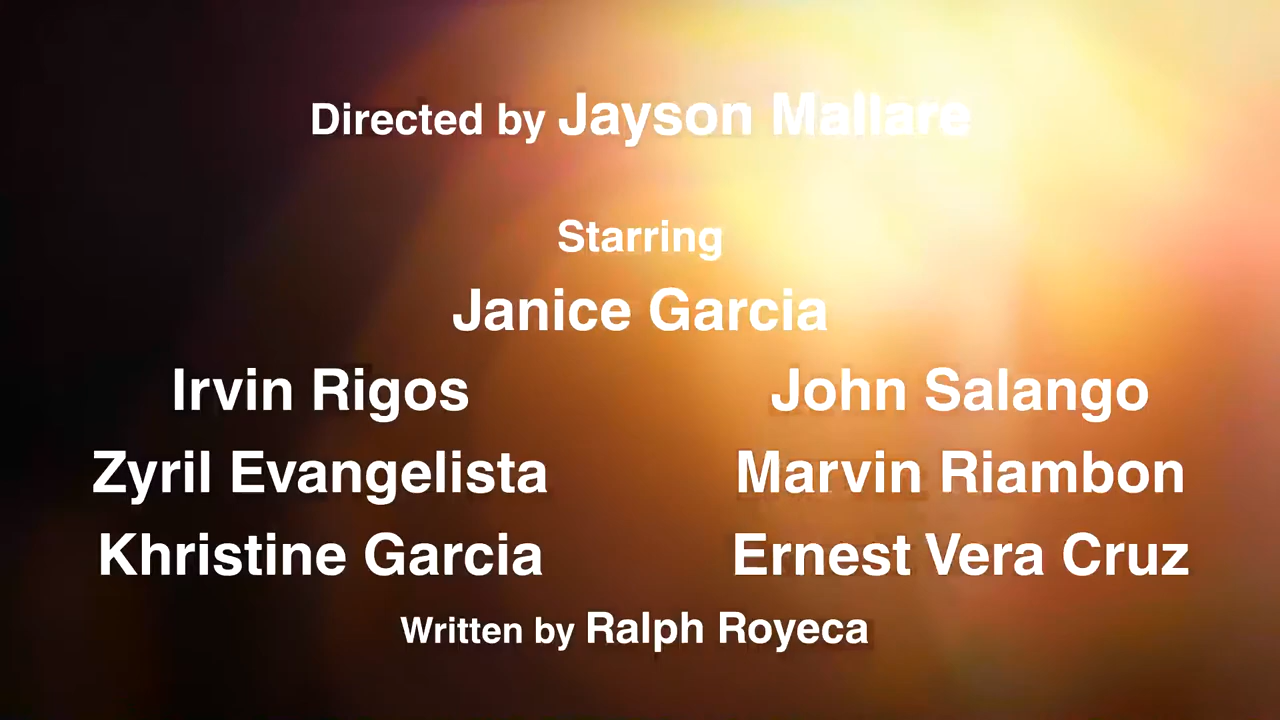 Directed by Jayson Mallare
Starring
Janice Garcia
Irvin Rigos
John Salango
Zyril Evangelista
Marvin Riambon
Khristine Garcia
Ernest Vera Cruz
Written by Ralph Royeca